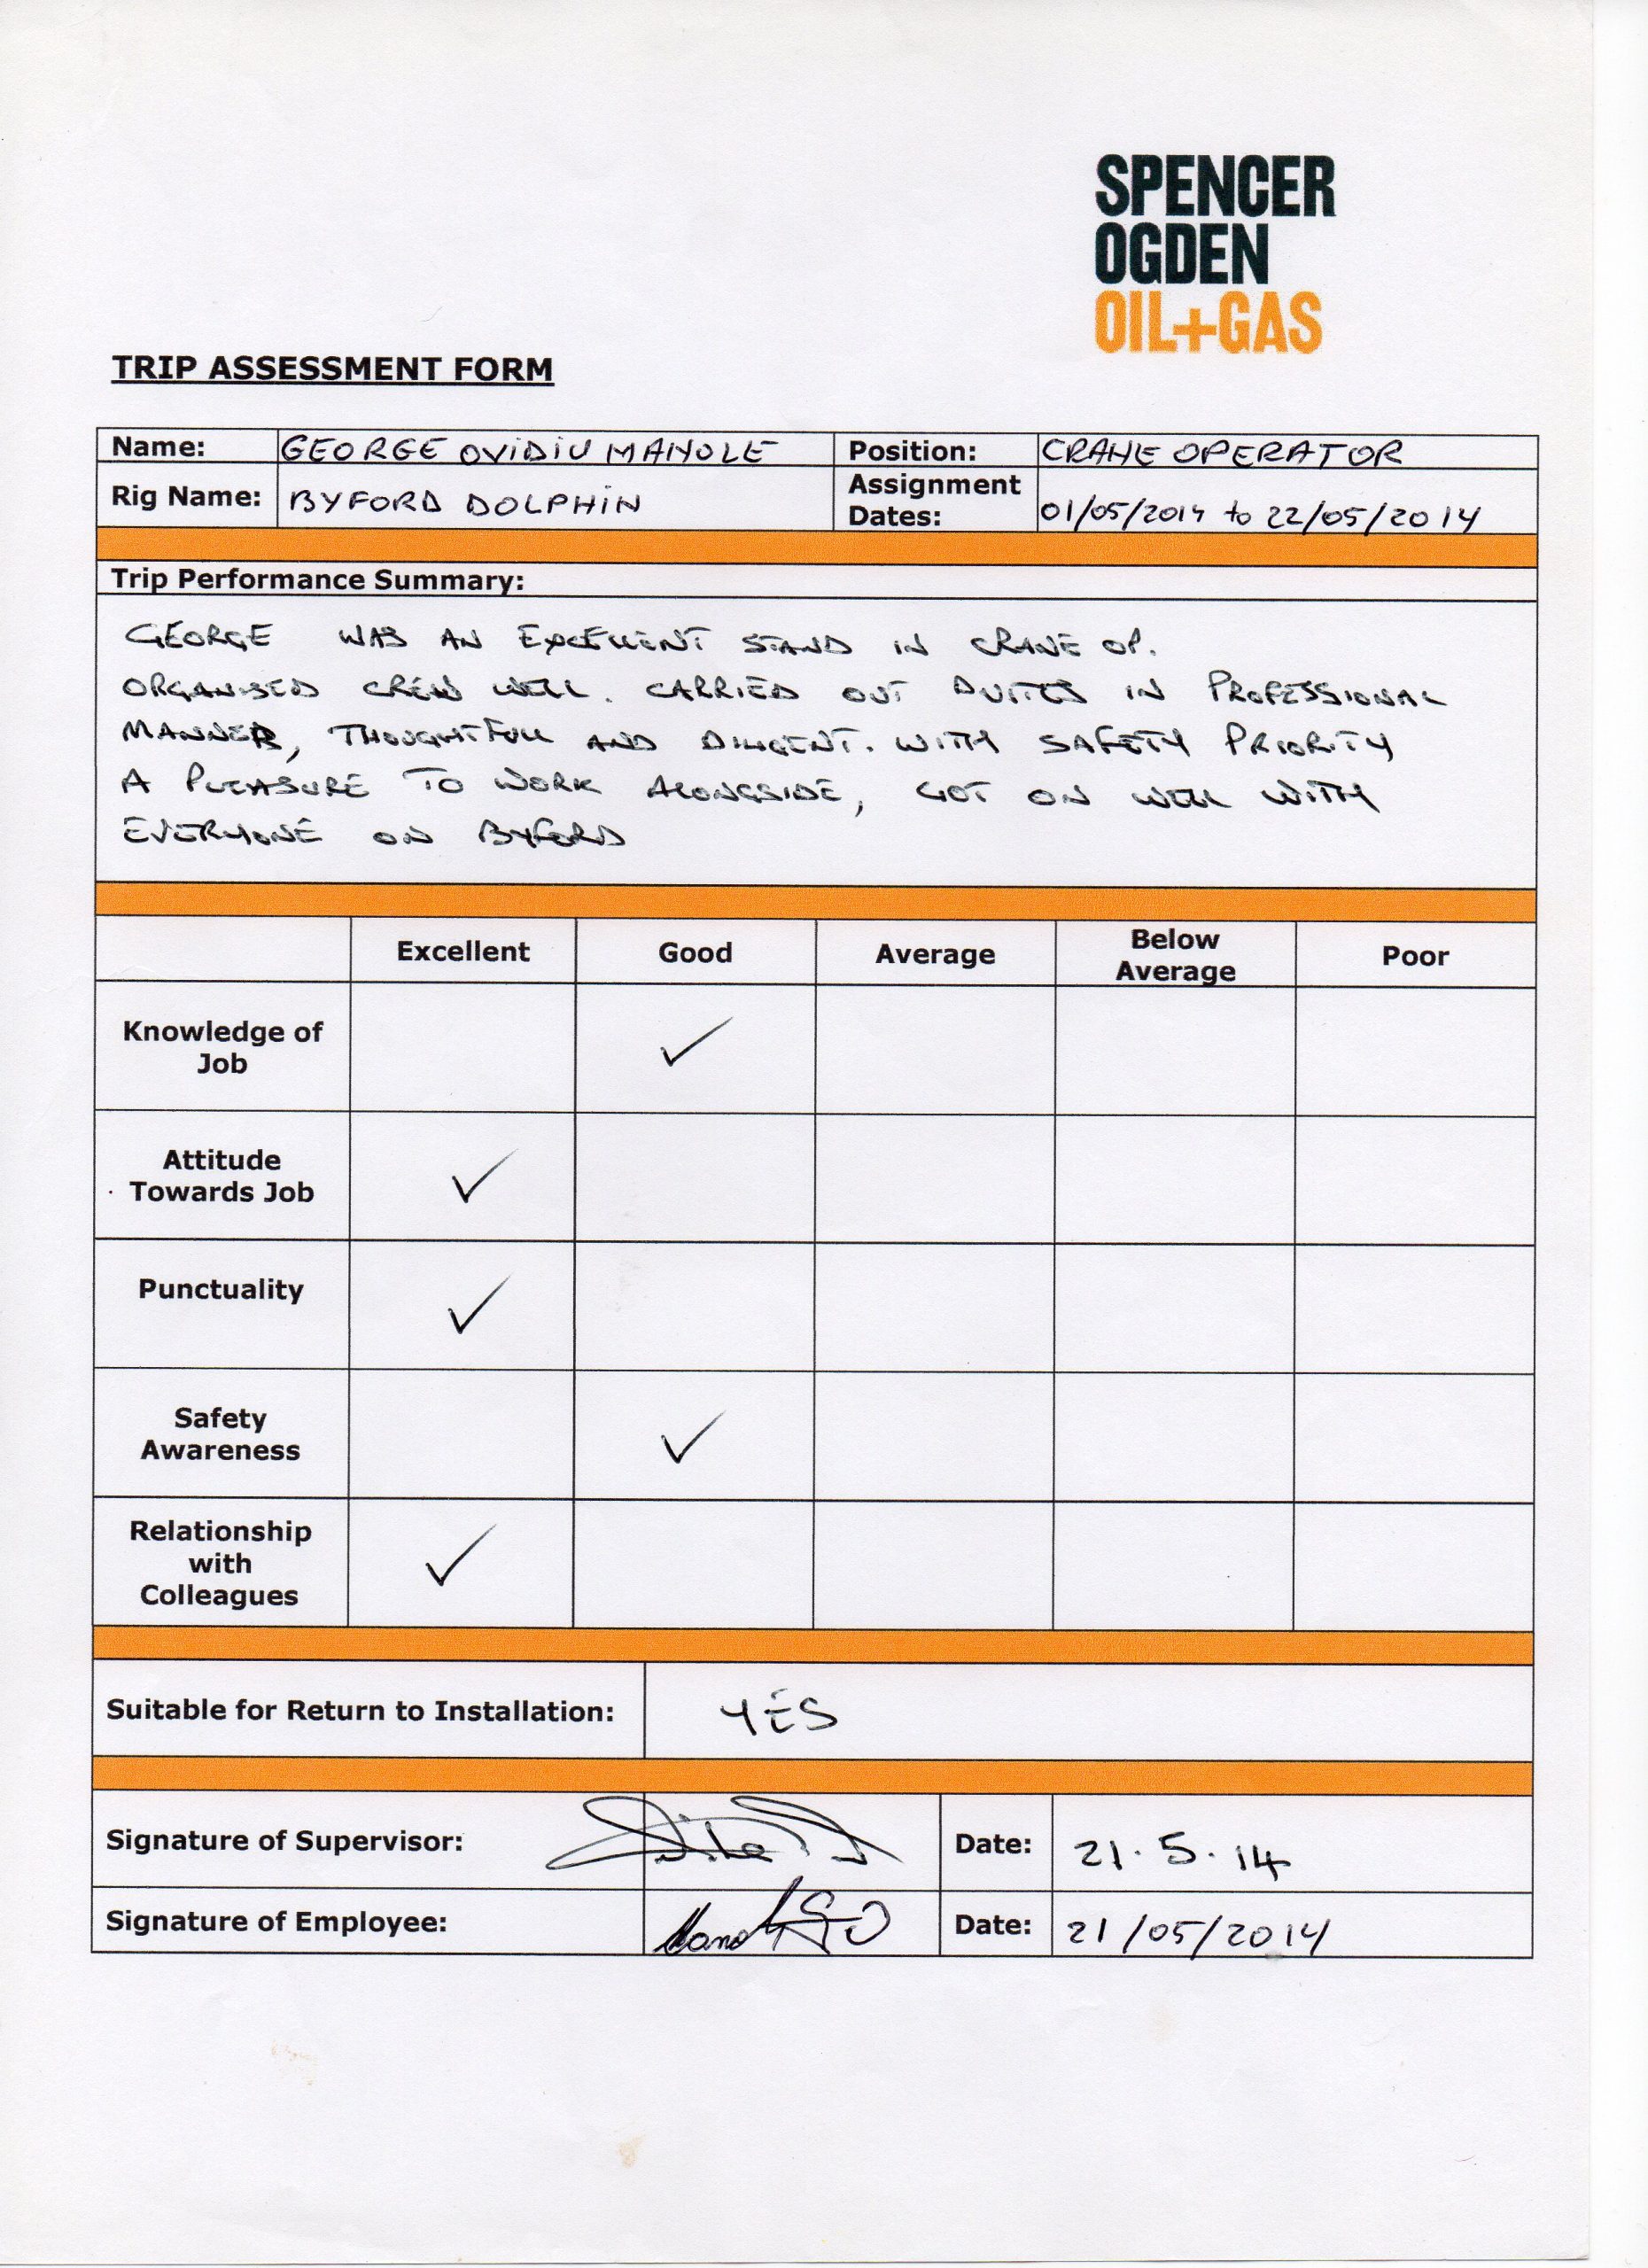 SPENCER
OGDEN
OIL+GAS
TRIP ASSESSMENT FORM
Name: GEORGE OVIDIU MANOLE Position: CRANE OPERATOR
Rig Name: BYFORD DOLPHIN Assignment Dates: 01/05/2014 to 22/05/2014
Trip Performance Summary:
GEORGE WAS AN EXCELLENT STAND IN CRANE OP.
ORGANISED CREW WELL. CARRIED OUT DUITES IN PROFESSIONAL
MANNER, THOUGHTFULL AND DILIGENT. WITH SAFETY PRIORITY
A PLEASURE TO WORK ALONGSIDE, GOT ON WELL WITH
EVERYONE ON BYFORD
Excellent Good Average Below Average Poor
Knowledge of Job ✓
Attitude Towards Job ✓
Punctuality ✓
Safety Awareness ✓
Relationship with Colleagues ✓
Suitable for Return to Installation: YES
Signature of Supervisor: Date: 21.5.14
Signature of Employee: Date: 21/05/2014